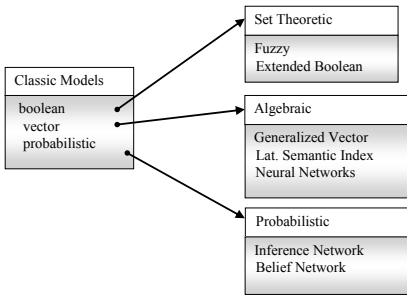 Classic Models
boolean
vector
probabilistic
Set Theoretic
Fuzzy
Extended Boolean
Algebraic
Generalized Vector
Lat. Semantic Index
Neural Networks
Probabilistic
Inference Network
Belief Network